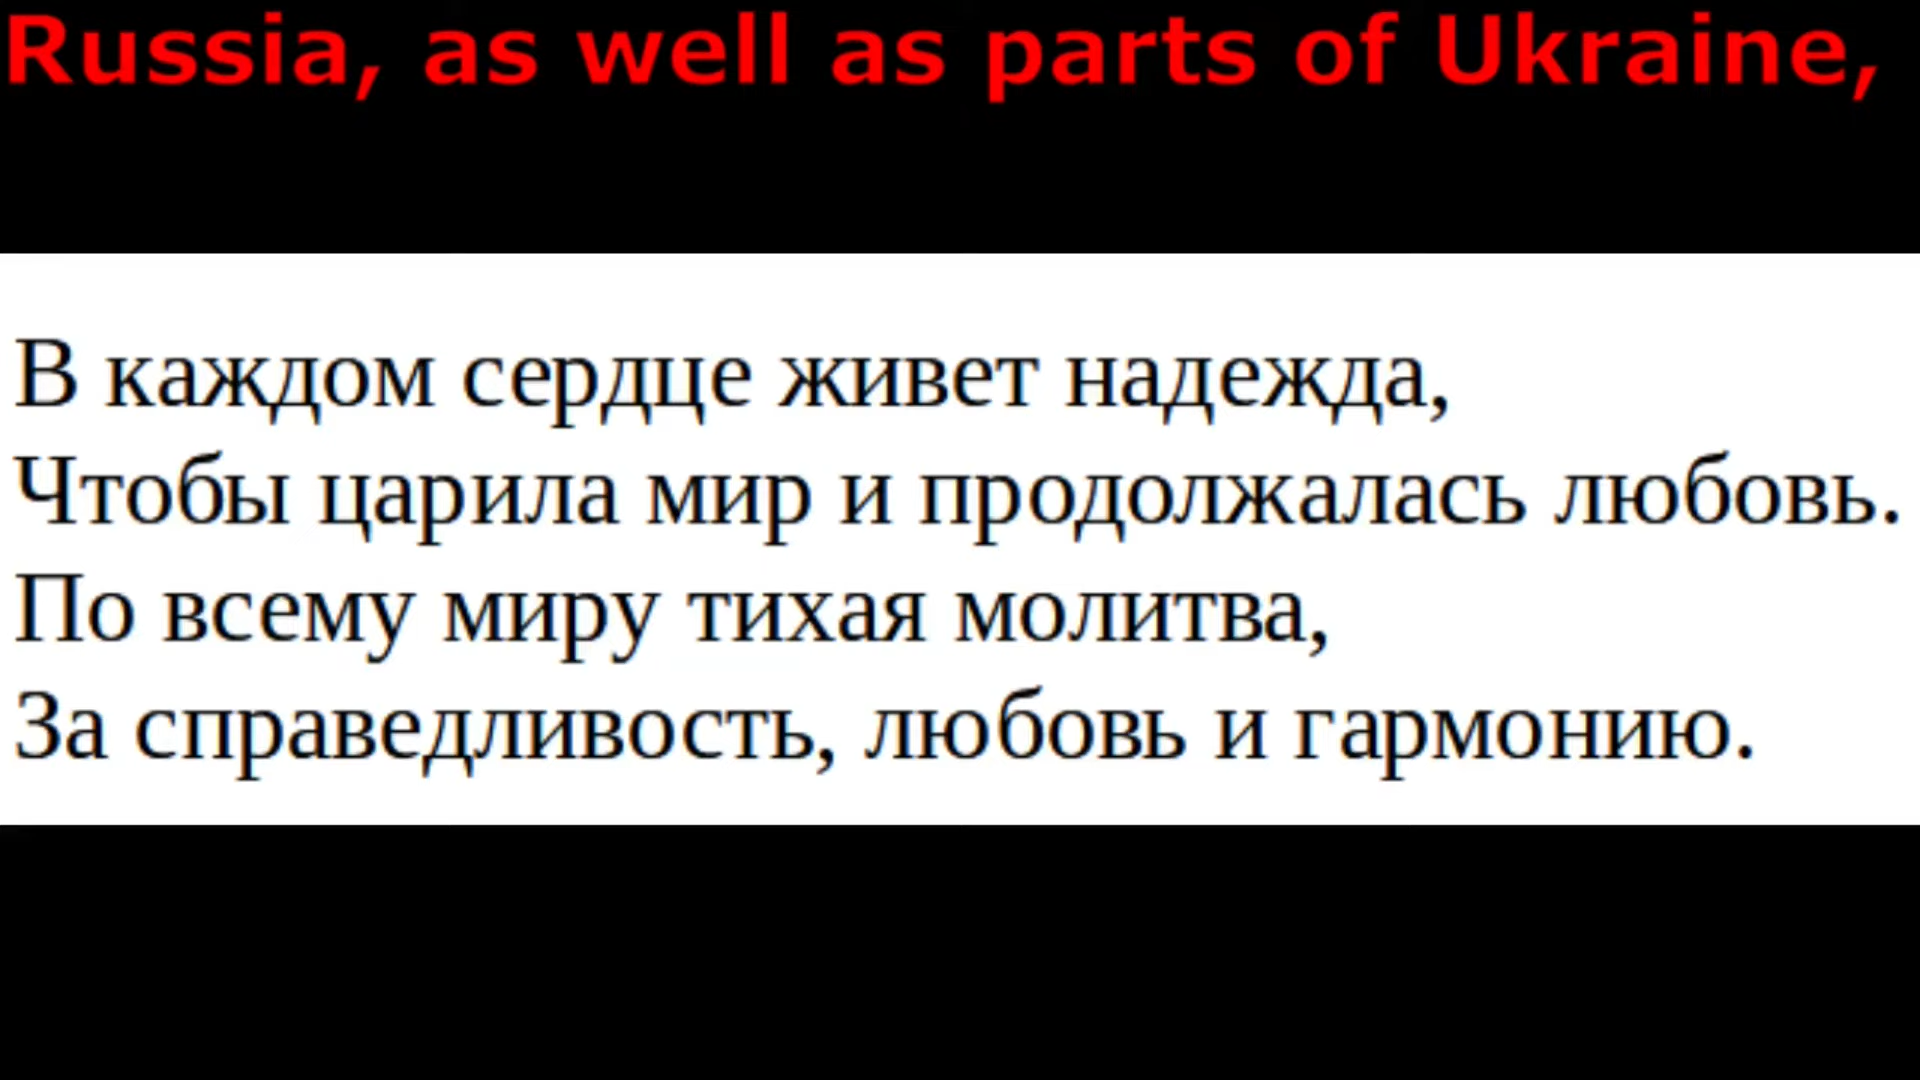 Russia, as well as parts of Ukraine,
В каждом сердце живет надежда,
Чтобы царила мир и продолжалась любовь.
По всему миру тихая молитва,
За справедливость, любовь и гармонию.